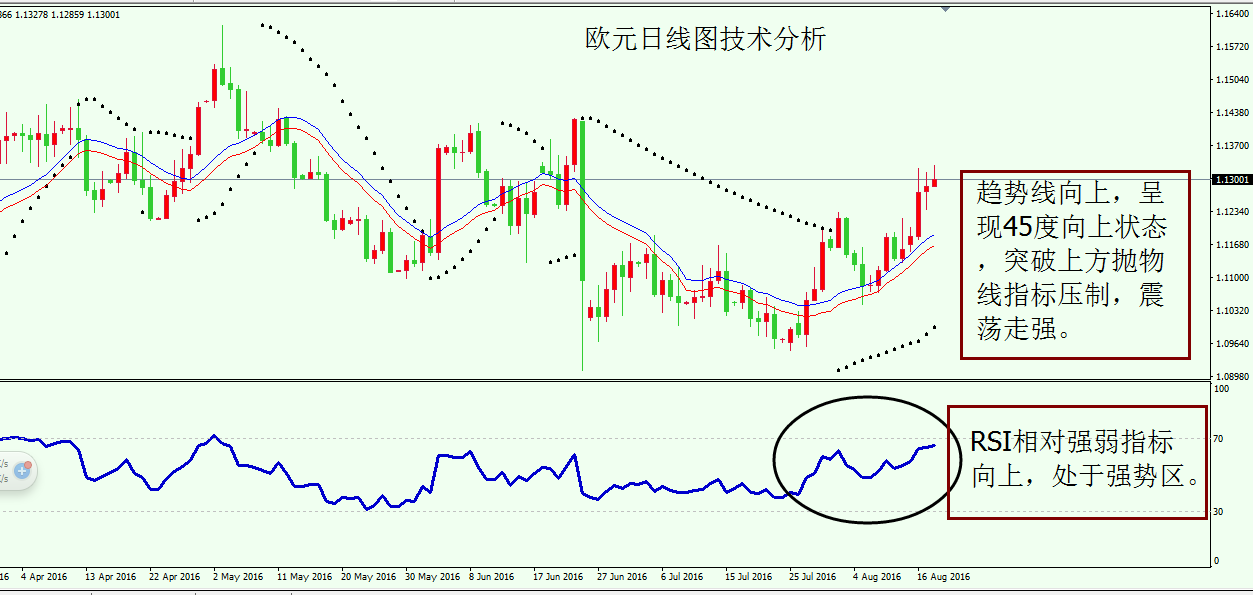 1.13278 1.12859 1.13001
欧元日线图技术分析
1.16400
1.15720
1.15040
1.14380
1.13700
1.13001
1.12340
1.11680
1.11000
1.10320
1.09640
1.08980
趋势线向上，呈
现45度向上状态
，突破上方抛物
线指标压制，震
荡走强。
100
70
30
0
RSI相对强弱指标
向上，处于强势区。
/s
/s
4 Apr 2016 13 Apr 2016 22 Apr 2016 2 May 2016 11 May 2016 20 May 2016 30 May 2016 8 Jun 2016 17 Jun 2016 27 Jun 2016 6 Jul 2016 15 Jul 2016 25 Jul 2016 4 Aug 2016 16 Aug 2016